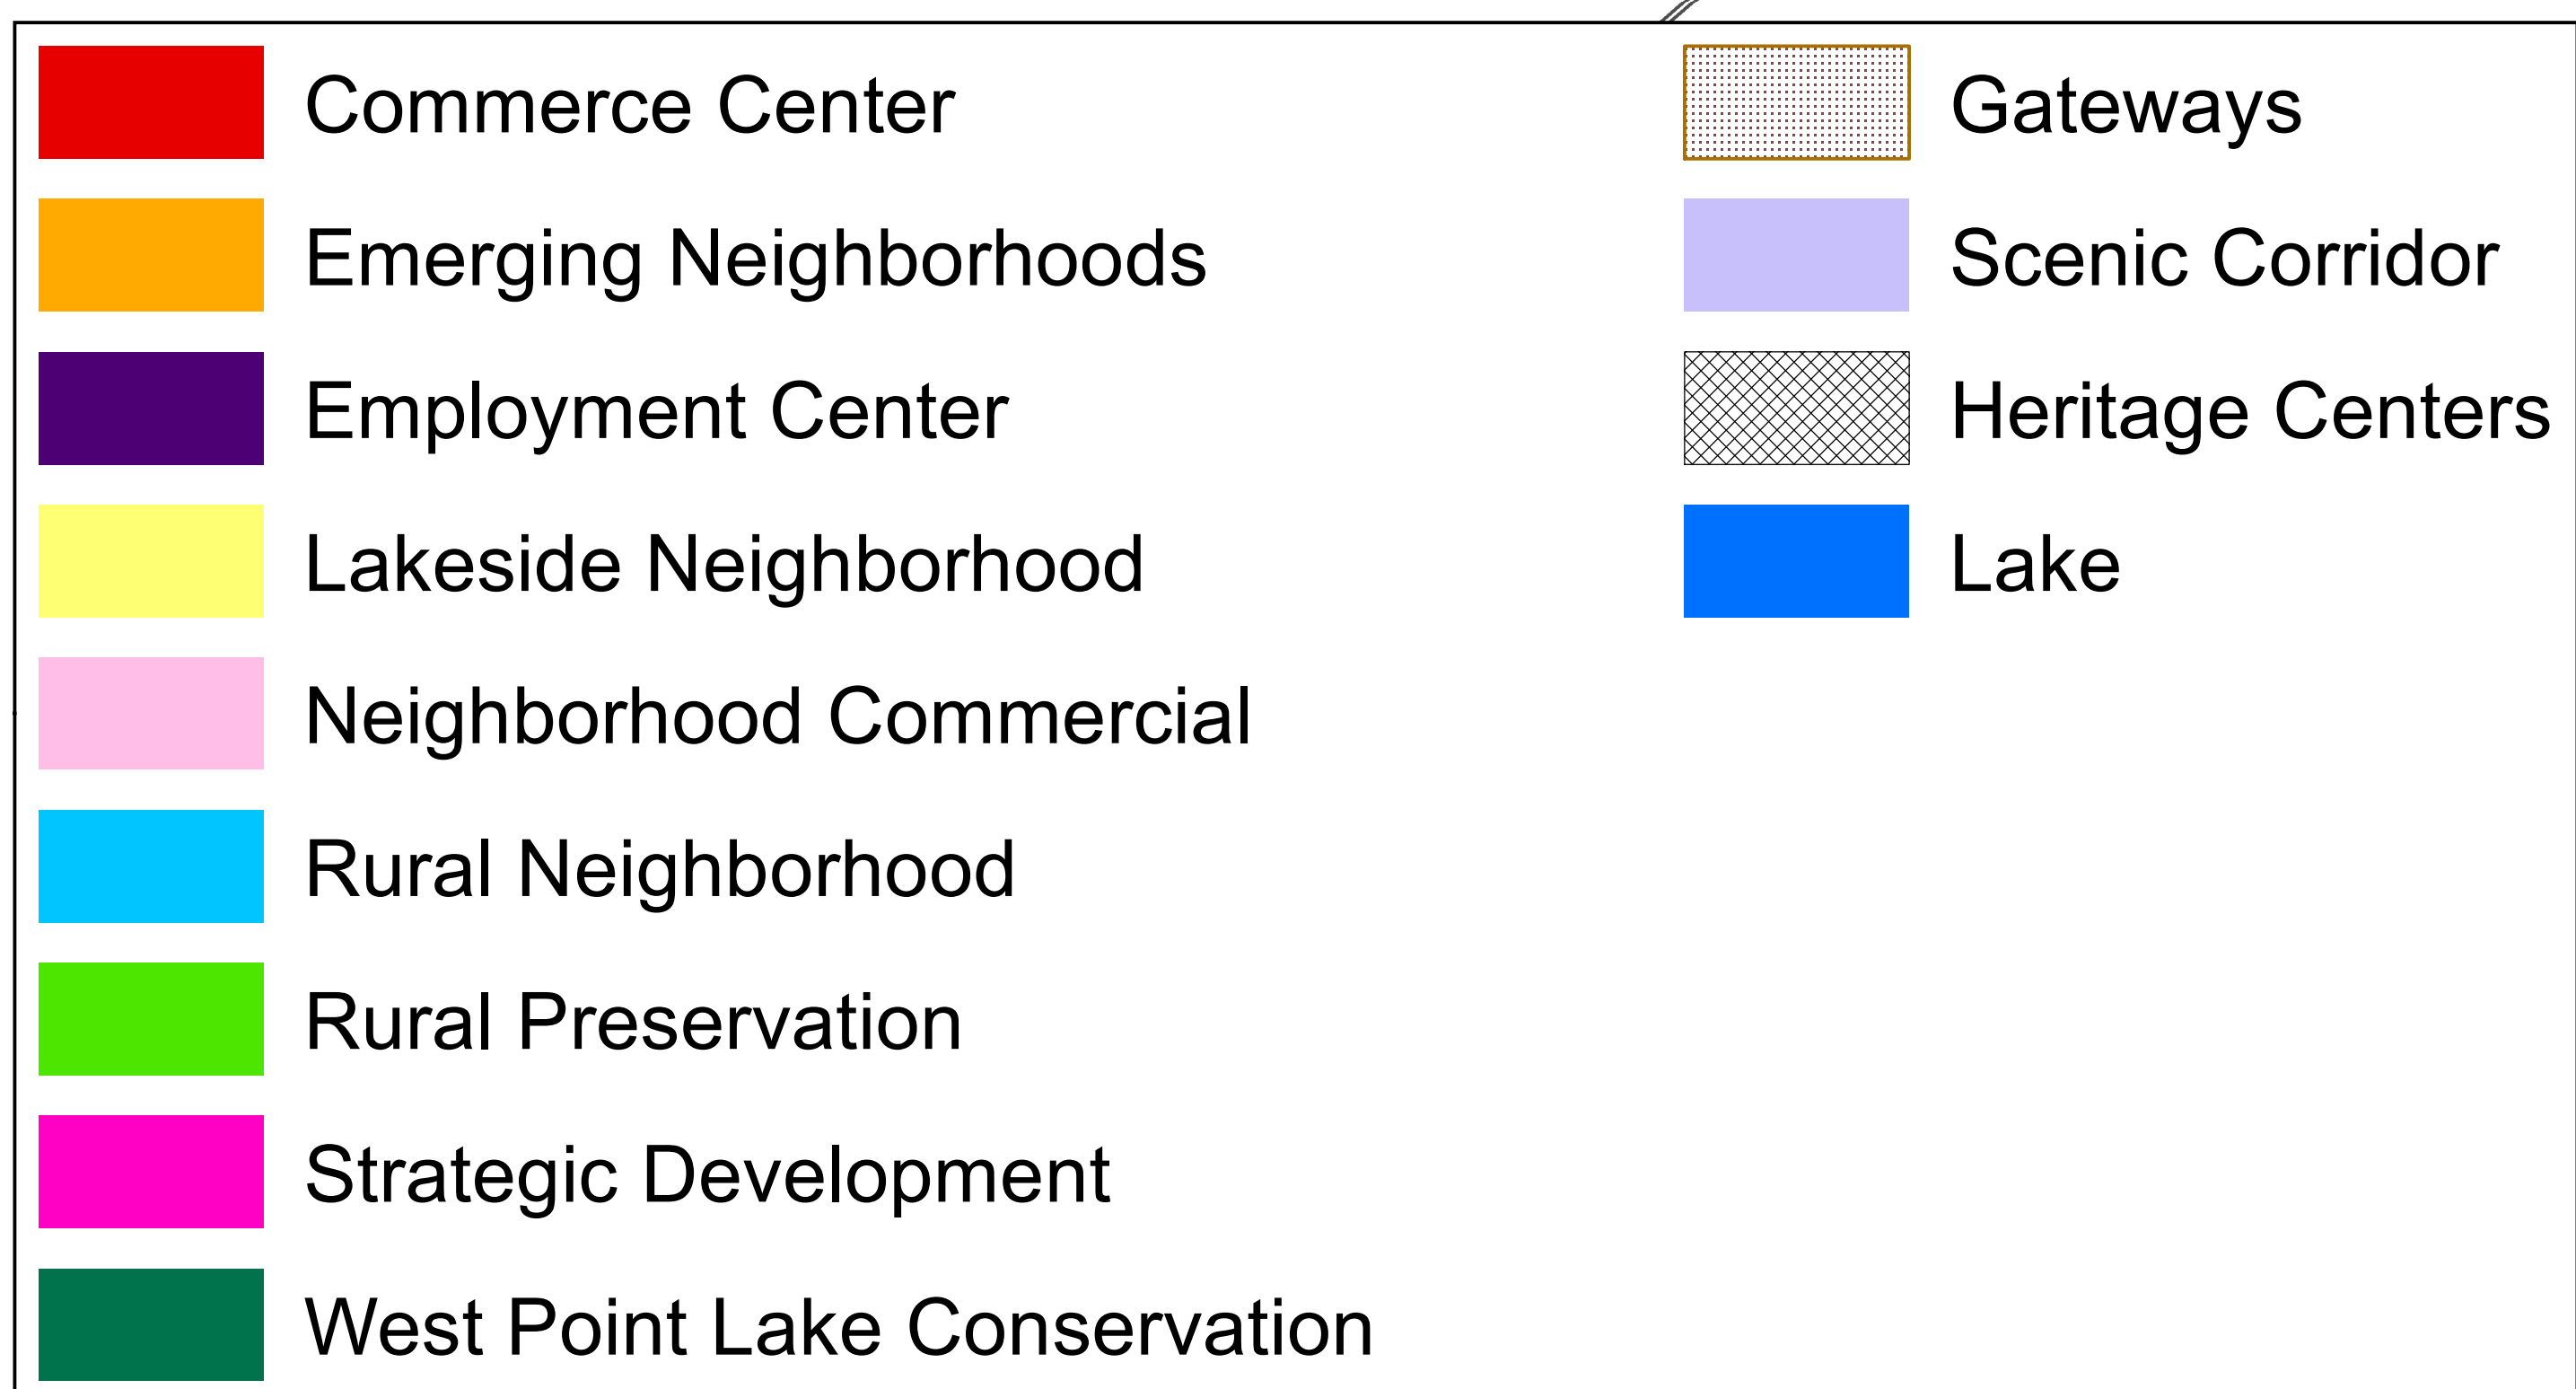 Commerce Center
Emerging Neighborhoods
Employment Center
Lakeside Neighborhood
Neighborhood Commercial
Rural Neighborhood
Rural Preservation
Strategic Development
West Point Lake Conservation
Gateways
Scenic Corridor
Heritage Centers
Lake